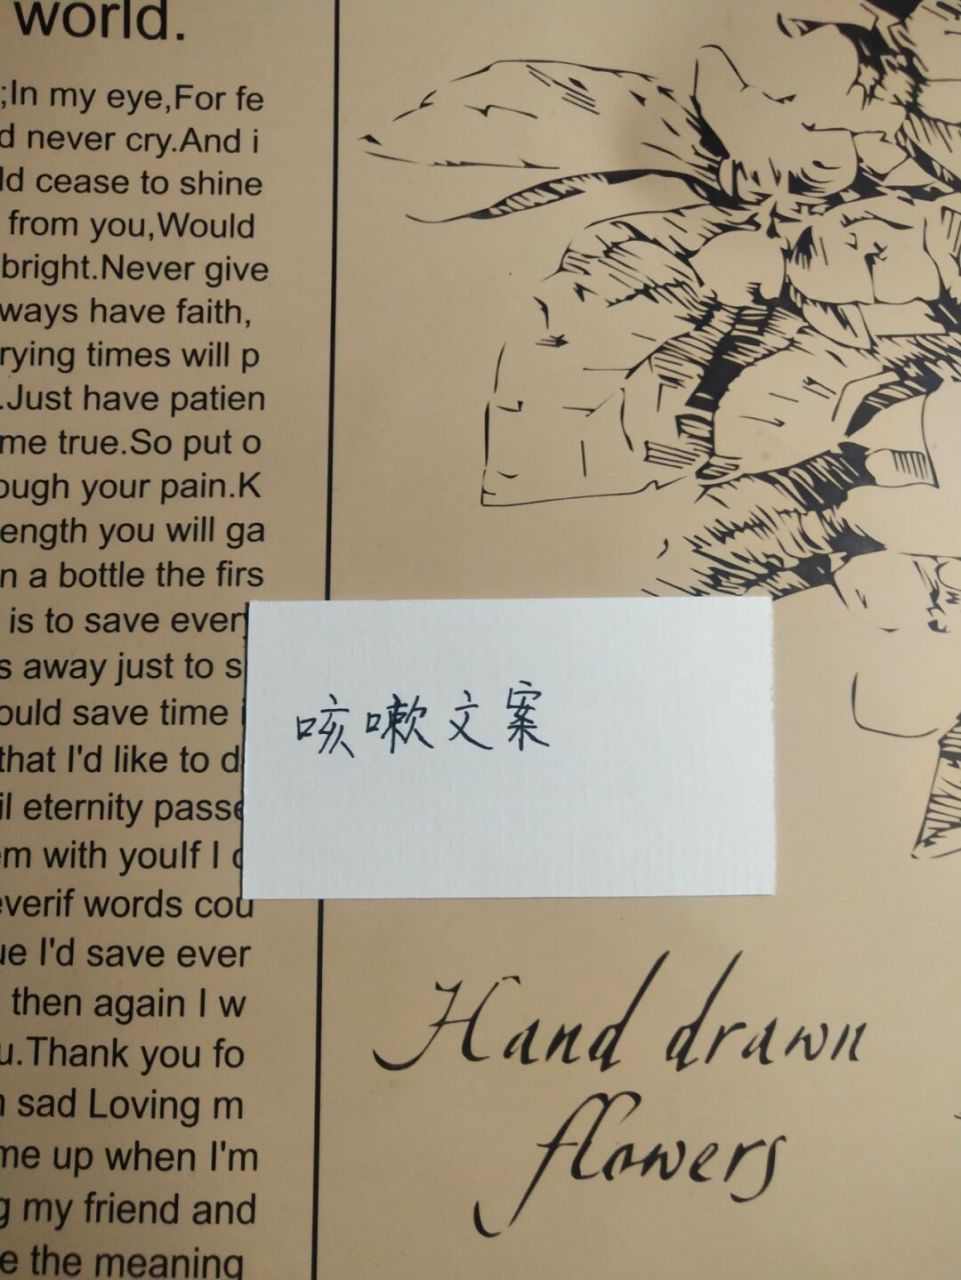 world.
;In my eye,For fe
d never cry.And i
ld cease to shine
from you,Would
bright.Never give
ways have faith,
rying times will p
.Just have patien
me true.So put o
ough your pain.K
ength you will ga
n a bottle the firs
is to save every
s away just to s
ould save time i
that I'd like to d
il eternity passe
em with youIf I c
everif words cou
ue I'd save ever
then again I w
u.Thank you fo
n sad Loving m
me up when I'm
g my friend and
e the meaning
咳嗽文案
Hand drawn
flowers